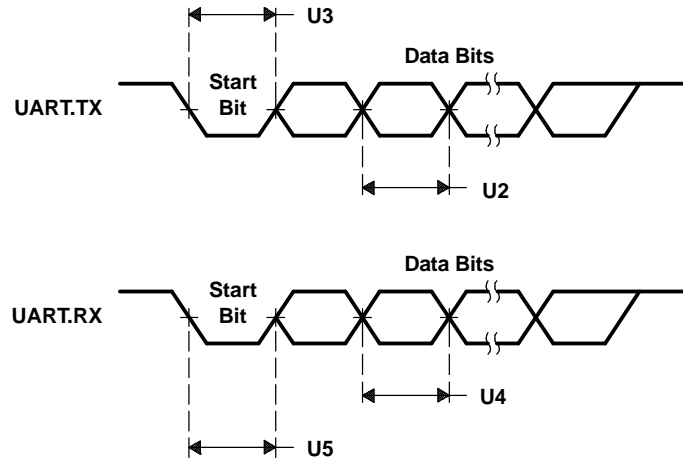 U3
Data Bits
Start
Bit
UART.TX
U2
Data Bits
Start
Bit
UART.RX
U4
U5